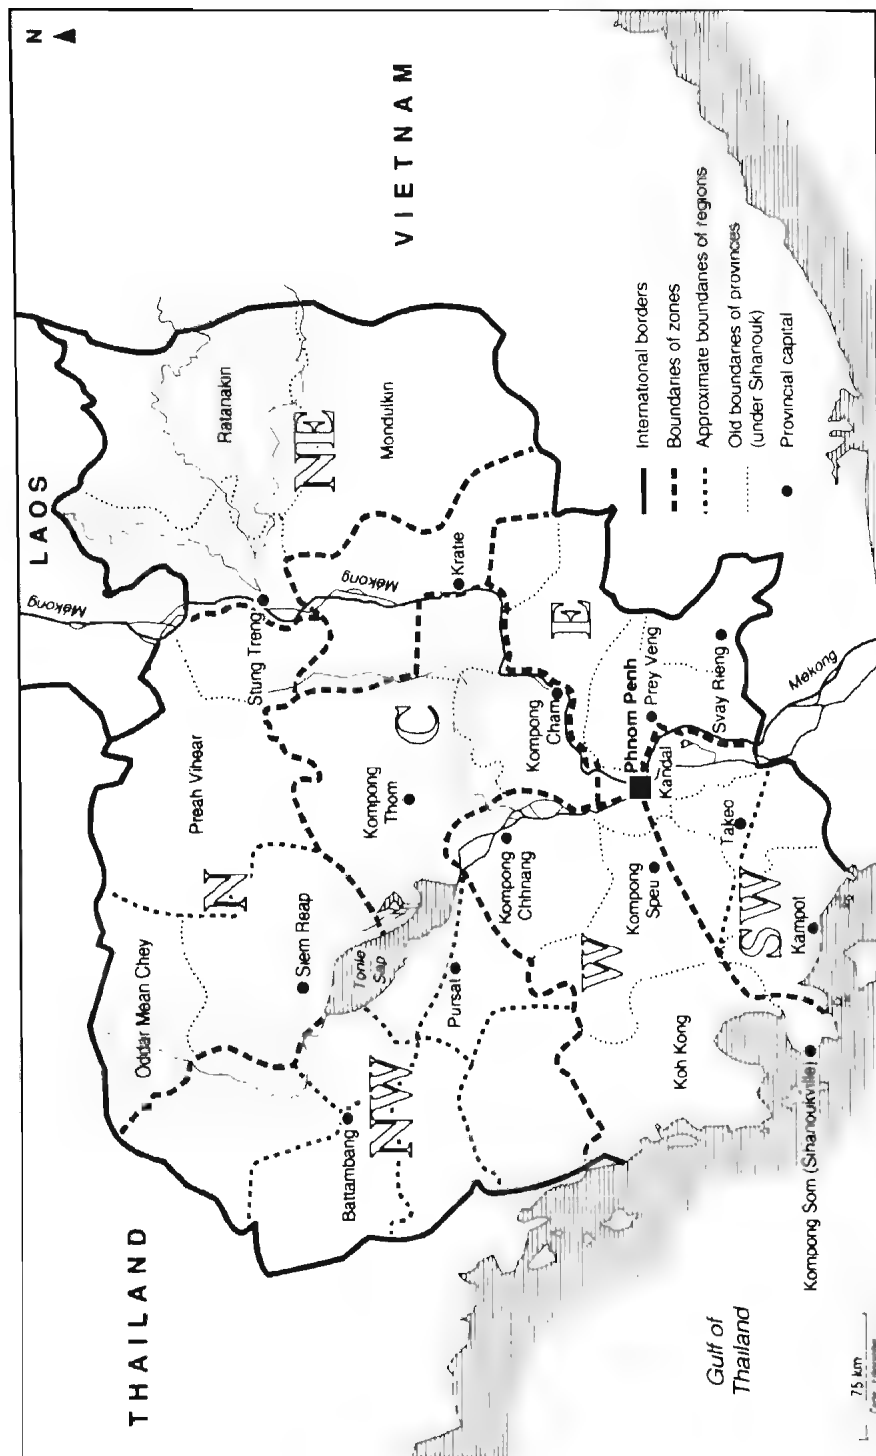 N
LAOS
THAILAND
VIETNAM
Mékong
Oddar Mean Chey
Preah Vihear
Stung Treng
Ratanakiri
N
NE
Siem Reap
Battambang
Tonle
Sap
Kompong
Thom
Mékong
Mondulkiri
NW
C
Kratie
Pursat
Kompong
Chhnang
Kompong
Cham
E
W
Kompong
Speu
Phnom Penh
Prey Veng
Kandal
Koh Kong
Svay Rieng
Takeo
SW
Mekong
Kampot
Kompong Som (Sihanoukville)
Gulf of
Thailand
International borders
Boundaries of zones
Approximate boundaries of regions
Old boundaries of provinces
(under Sihanouk)
Provincial capital
75 km